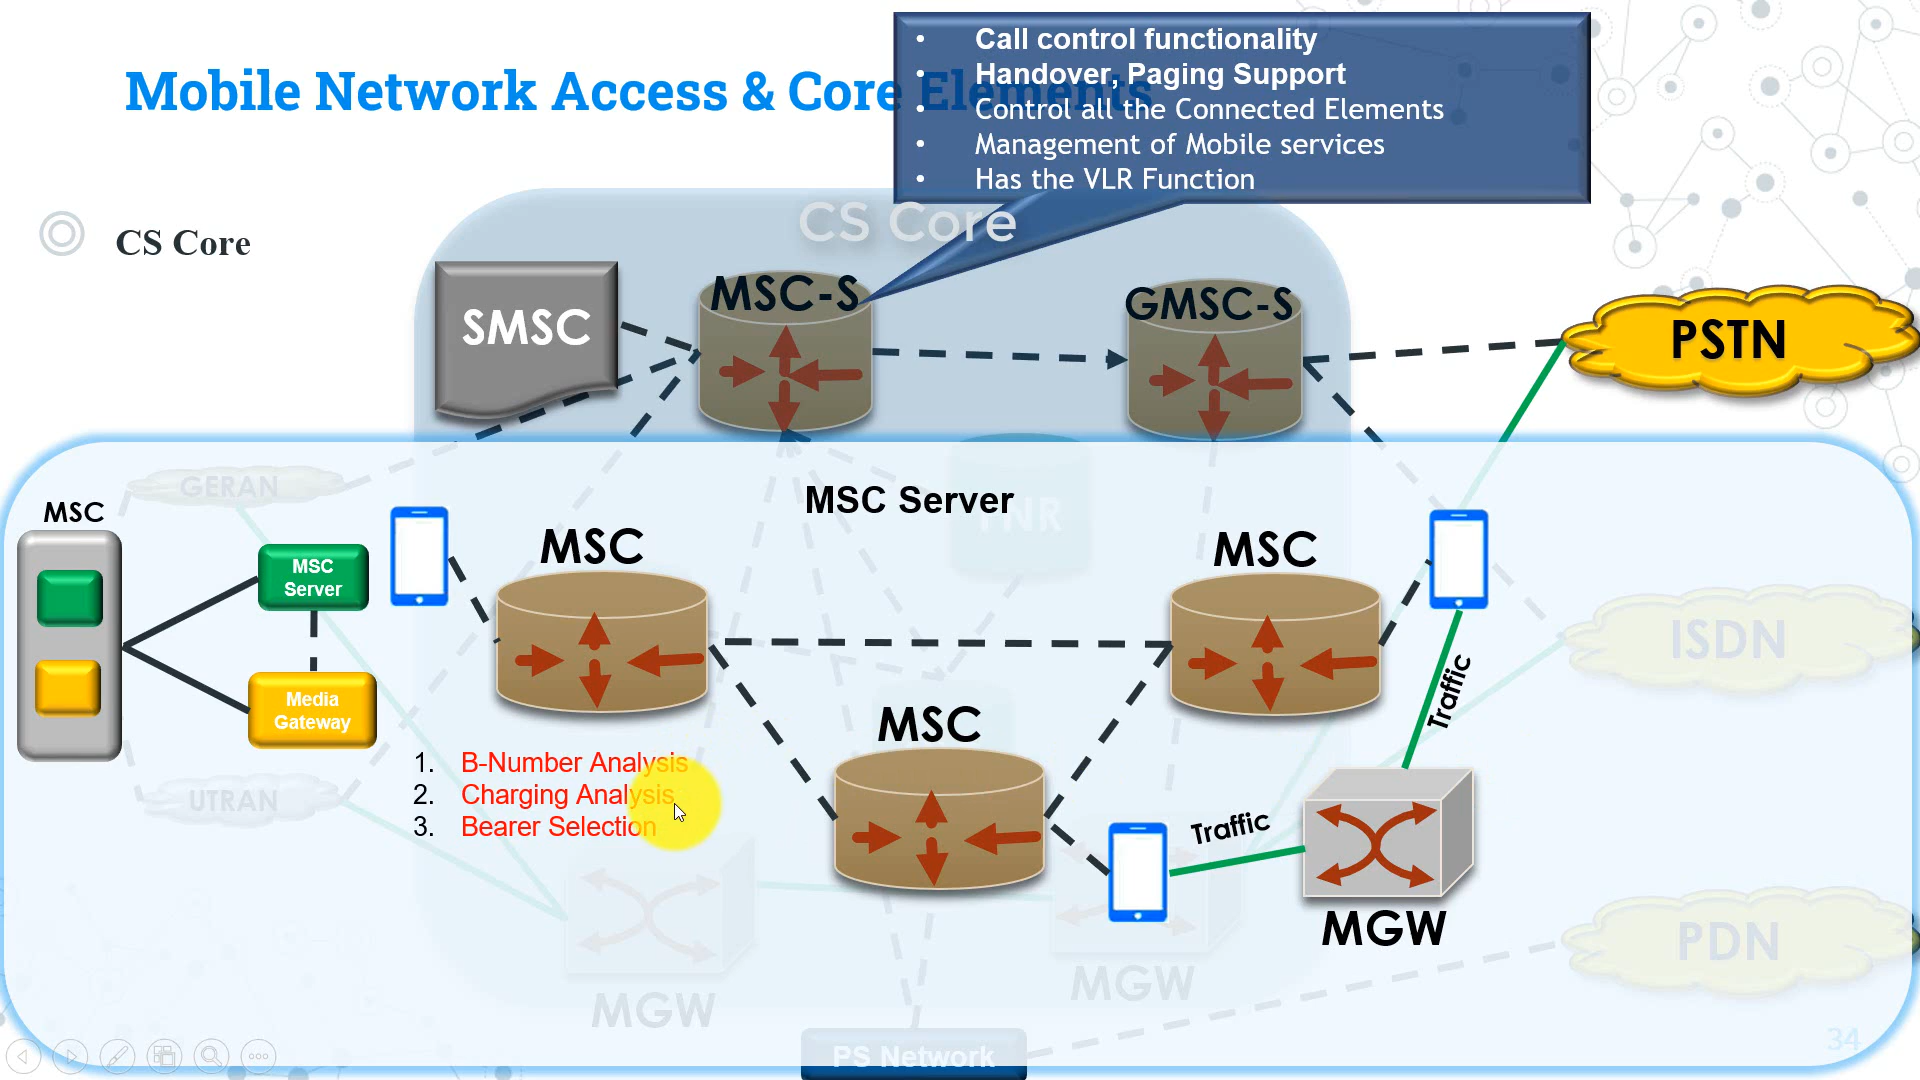 Mobile Network Access & Core Elements
• Call control functionality
• Handover, Paging Support
• Control all the Connected Elements
• Management of Mobile services
• Has the VLR Function
CS Core
CS Core
SMSC
MSC-S
GMSC-S
PSTN
GERAN
MSC Server
MSC
MSC
Server
Media
Gateway
MSC
MSC
MSC
ISDN
1. B-Number Analysis
2. Charging Analysis
3. Bearer Selection
UTRAN
Traffic
Traffic
MGW
PDN
MGW
MGW
PS Network
34